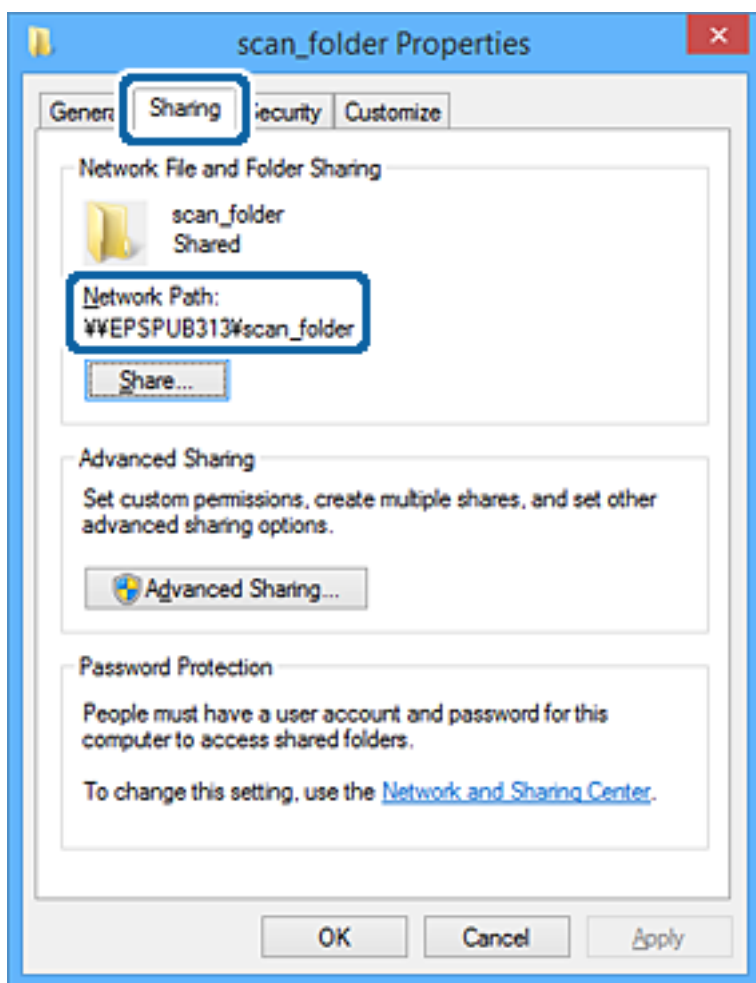 scan_folder Properties
General Sharing Security Customize
Network File and Folder Sharing
scan_folder
Shared
Network Path:
¥¥EPSPUB313¥scan_folder
Share...
Advanced Sharing
Set custom permissions, create multiple shares, and set other
advanced sharing options.
Advanced Sharing...
Password Protection
People must have a user account and password for this
computer to access shared folders.
To change this setting, use the Network and Sharing Center.
OK Cancel Apply